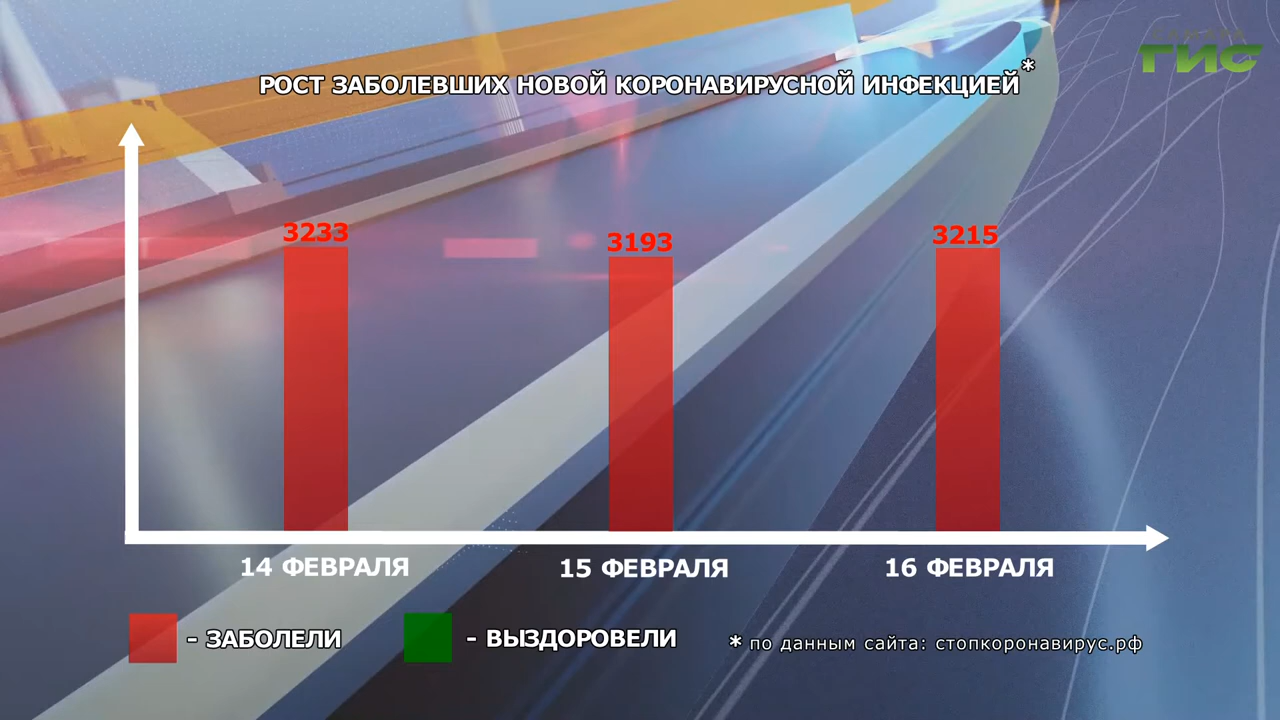 САМАРА
ГИС
РОСТ ЗАБОЛЕВШИХ НОВОЙ КОРОНАВИРУСНОЙ ИНФЕКЦИЕЙ*
3233
3193
3215
14 ФЕВРАЛЯ
15 ФЕВРАЛЯ
16 ФЕВРАЛЯ
- ЗАБОЛЕЛИ
- ВЫЗДОРОВЕЛИ
* по данным сайта: стопкоронавирус.рф